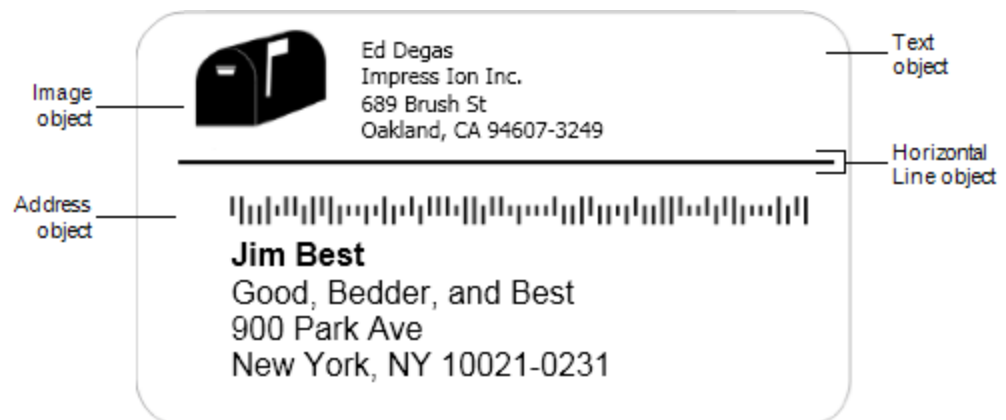 Ed Degas
Impress Ion Inc.
689 Brush St
Oakland, CA 94607-3249
Text
object
Image
object
Horizontal
Line object
Address
object
Jim Best
Good, Bedder, and Best
900 Park Ave
New York, NY 10021-0231